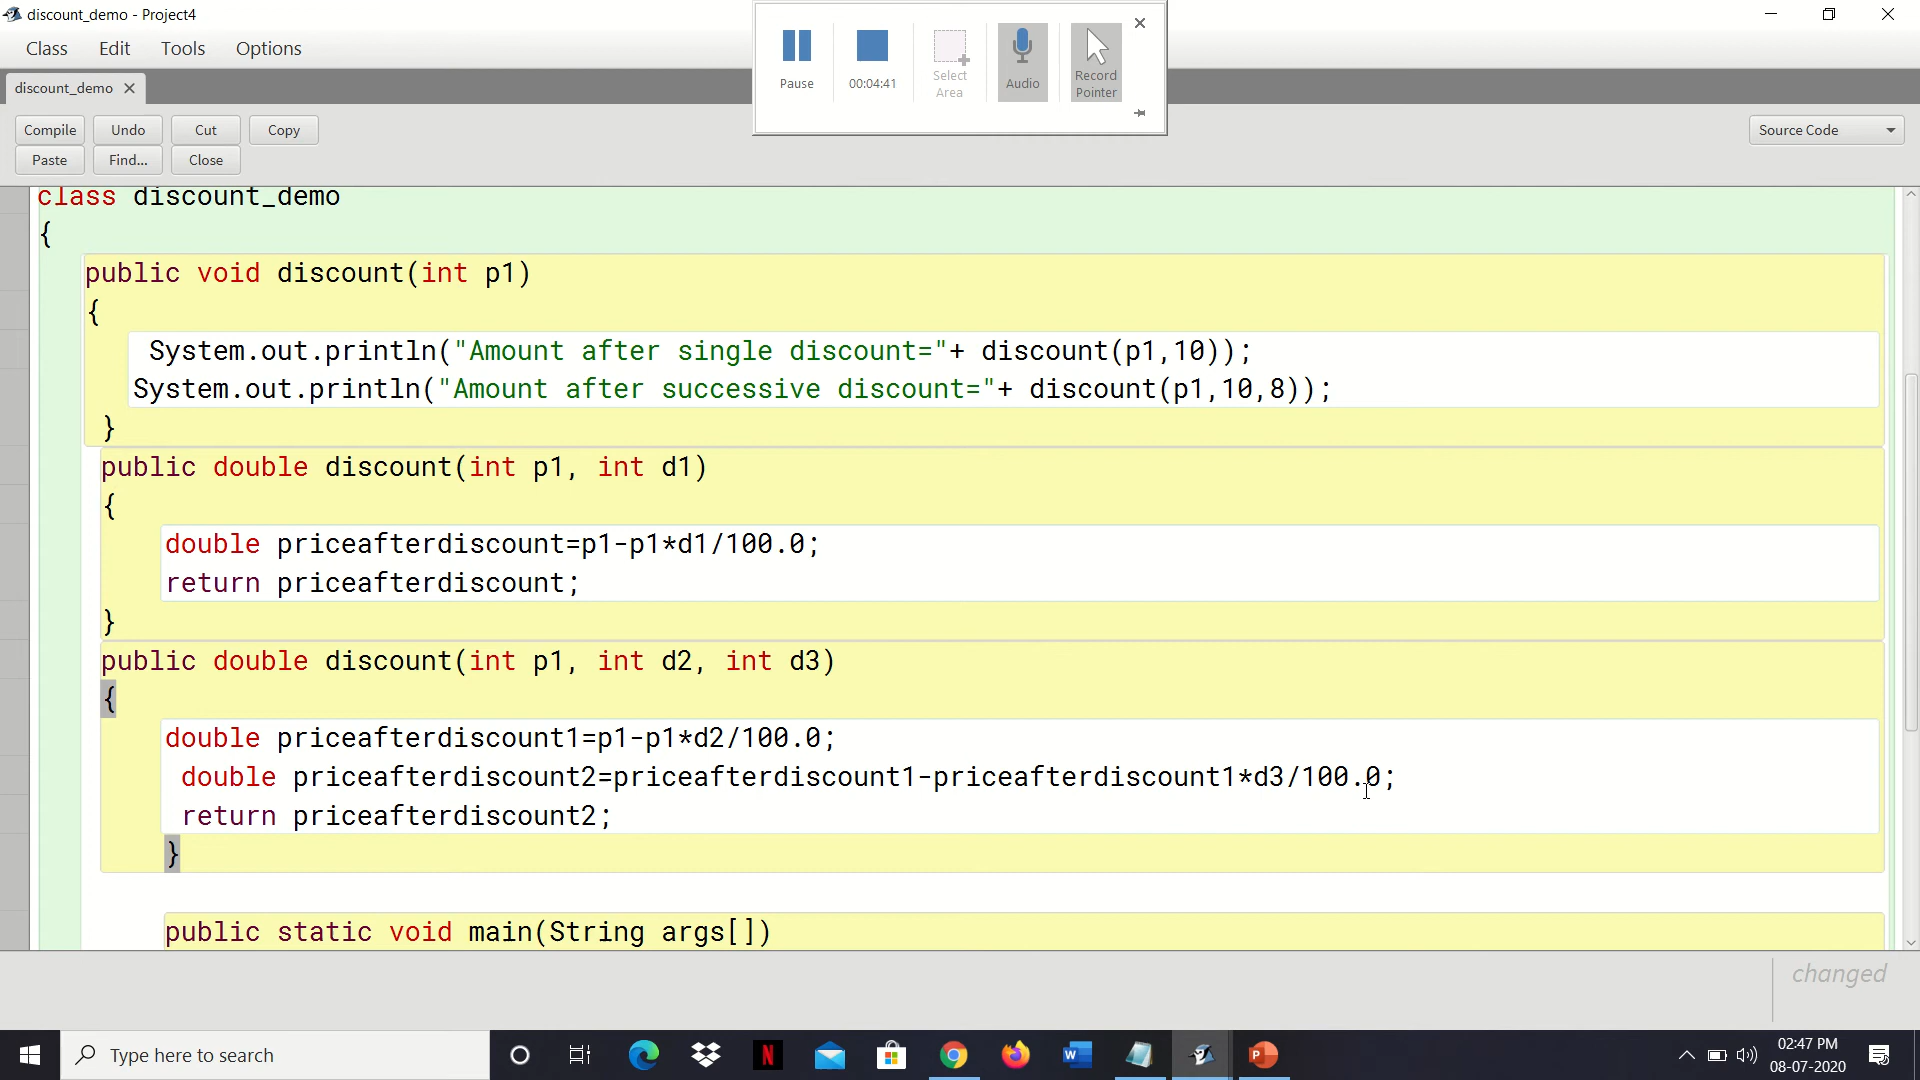 discount_demo - Project4
Class Edit Tools Options
discount_demo
Pause
00:04:41
Select Area
Audio
Record Pointer
Compile Undo Cut Copy
Paste Find... Close
Source Code
class discount_demo
{
public void discount(int p1)
{
System.out.println("Amount after single discount="+ discount(p1,10));
System.out.println("Amount after successive discount="+ discount(p1,10,8));
}
public double discount(int p1, int d1)
{
double priceafterdiscount=p1-p1*d1/100.0;
return priceafterdiscount;
}
public double discount(int p1, int d2, int d3)
{
double priceafterdiscount1=p1-p1*d2/100.0;
double priceafterdiscount2=priceafterdiscount1-priceafterdiscount1*d3/100.0;
return priceafterdiscount2;
}
public static void main(String args[])
changed
Type here to search
02:47 PM
08-07-2020